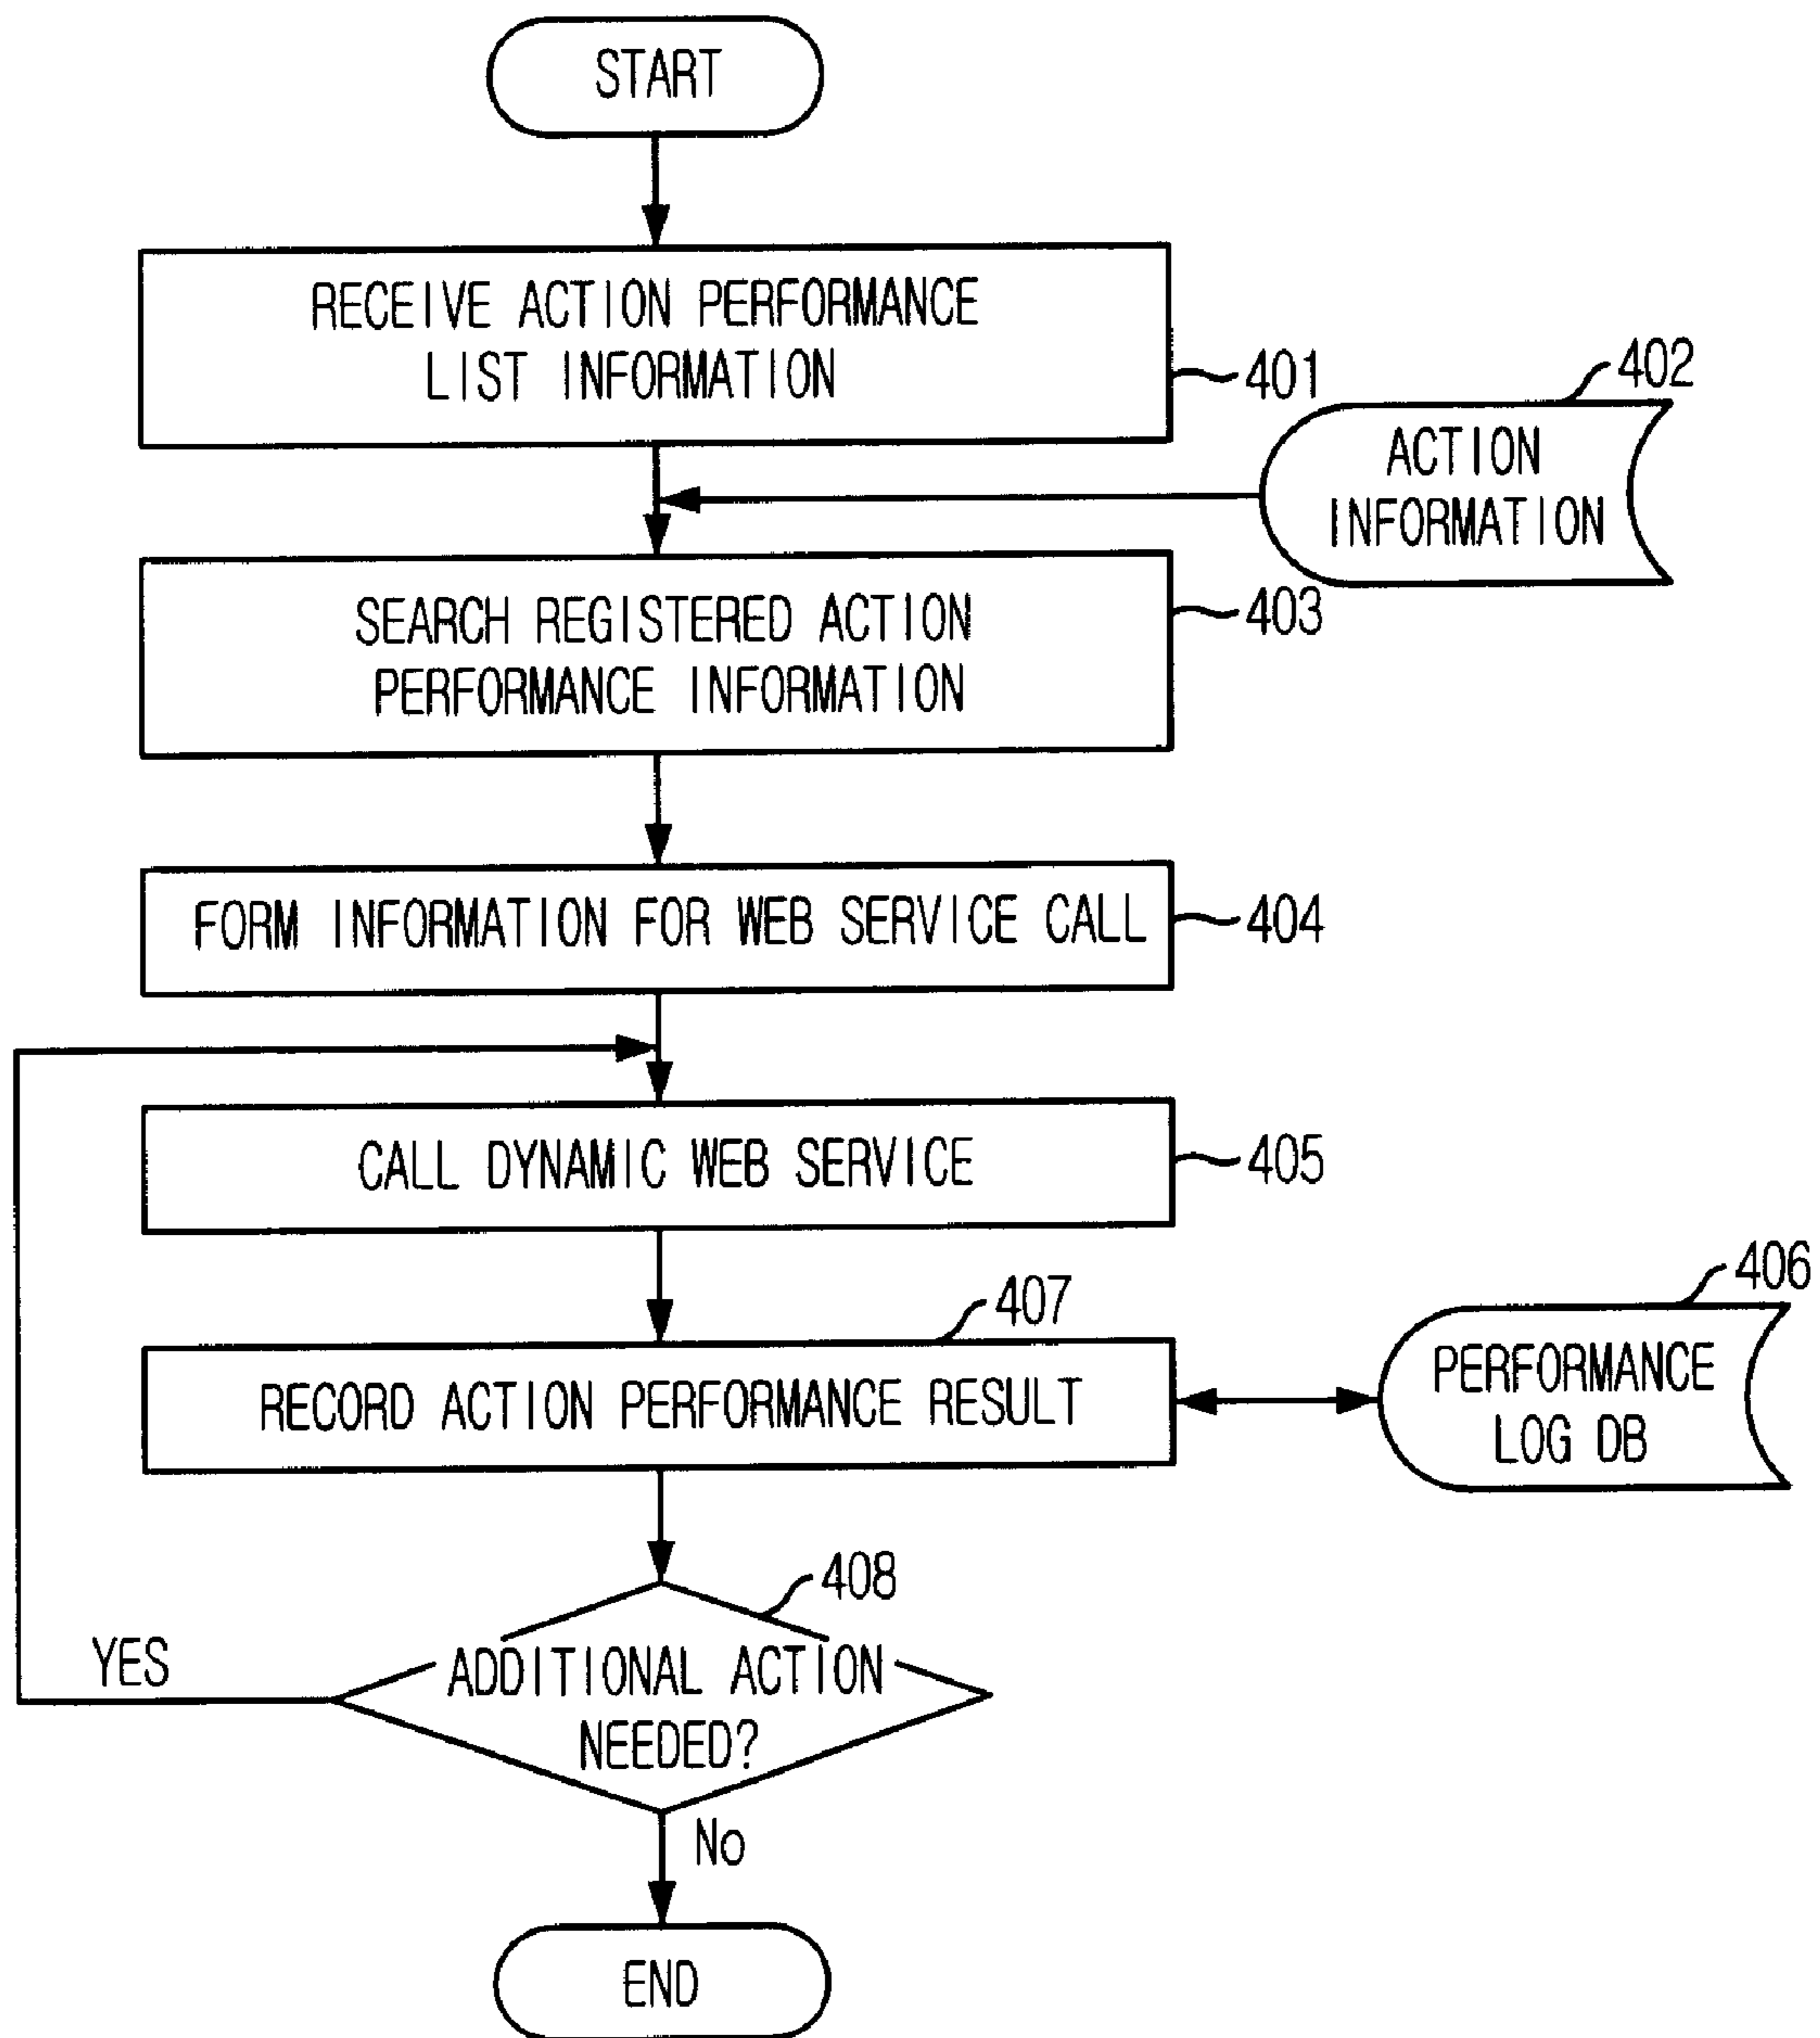 START
RECEIVE ACTION PERFORMANCE
LIST INFORMATION
401
402
ACTION
INFORMATION
SEARCH REGISTERED ACTION
PERFORMANCE INFORMATION
403
FORM INFORMATION FOR WEB SERVICE CALL
404
CALL DYNAMIC WEB SERVICE
405
406
407
PERFORMANCE
LOG DB
RECORD ACTION PERFORMANCE RESULT
408
YES
ADDITIONAL ACTION
NEEDED?
No
END